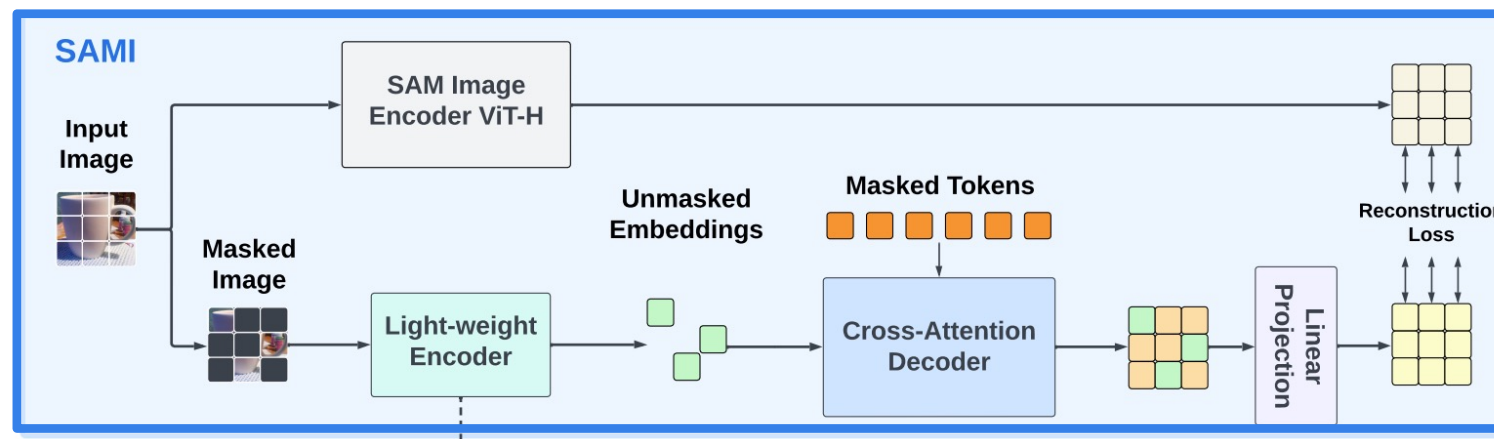 SAMI
SAM Image
Encoder ViT-H
Input
Image
Masked
Image
Light-weight
Encoder
Unmasked
Embeddings
Masked Tokens
Cross-Attention
Decoder
Linear
Projection
Reconstruction
Loss